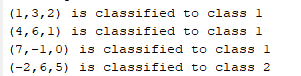 (1,3,2) is classified to class 1
(4,6,1) is classified to class 1
(7,-1,0) is classified to class 1
(-2,6,5) is classified to class 2